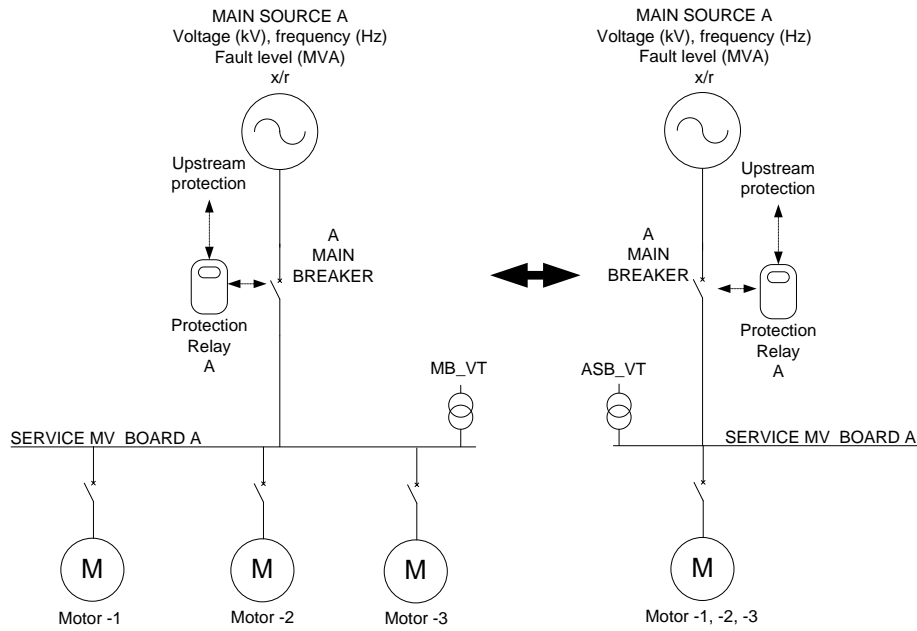 MAIN SOURCE A
Voltage (kV), frequency (Hz)
Fault level (MVA)
x/r
Upstream
protection
A
MAIN
BREAKER
Protection
Relay
A
MB_VT
SERVICE MV BOARD A
M
M
M
Motor -1
Motor -2
Motor -3
MAIN SOURCE A
Voltage (kV), frequency (Hz)
Fault level (MVA)
x/r
Upstream
protection
A
MAIN
BREAKER
Protection
Relay
A
ASB_VT
SERVICE MV BOARD A
M
Motor -1, -2, -3